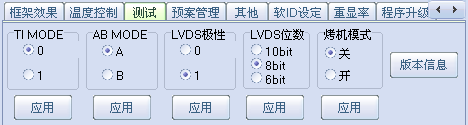 框架效果 温度控制 测试 预案管理 其他 软ID设定 重显率 程序升级
TI MODE AB MODE LVDS极性 LVDS位数 烤机模式
0 A 0 10bit 关
8bit 版本信息
1 B 1 6bit 开
应用 应用 应用 应用 应用